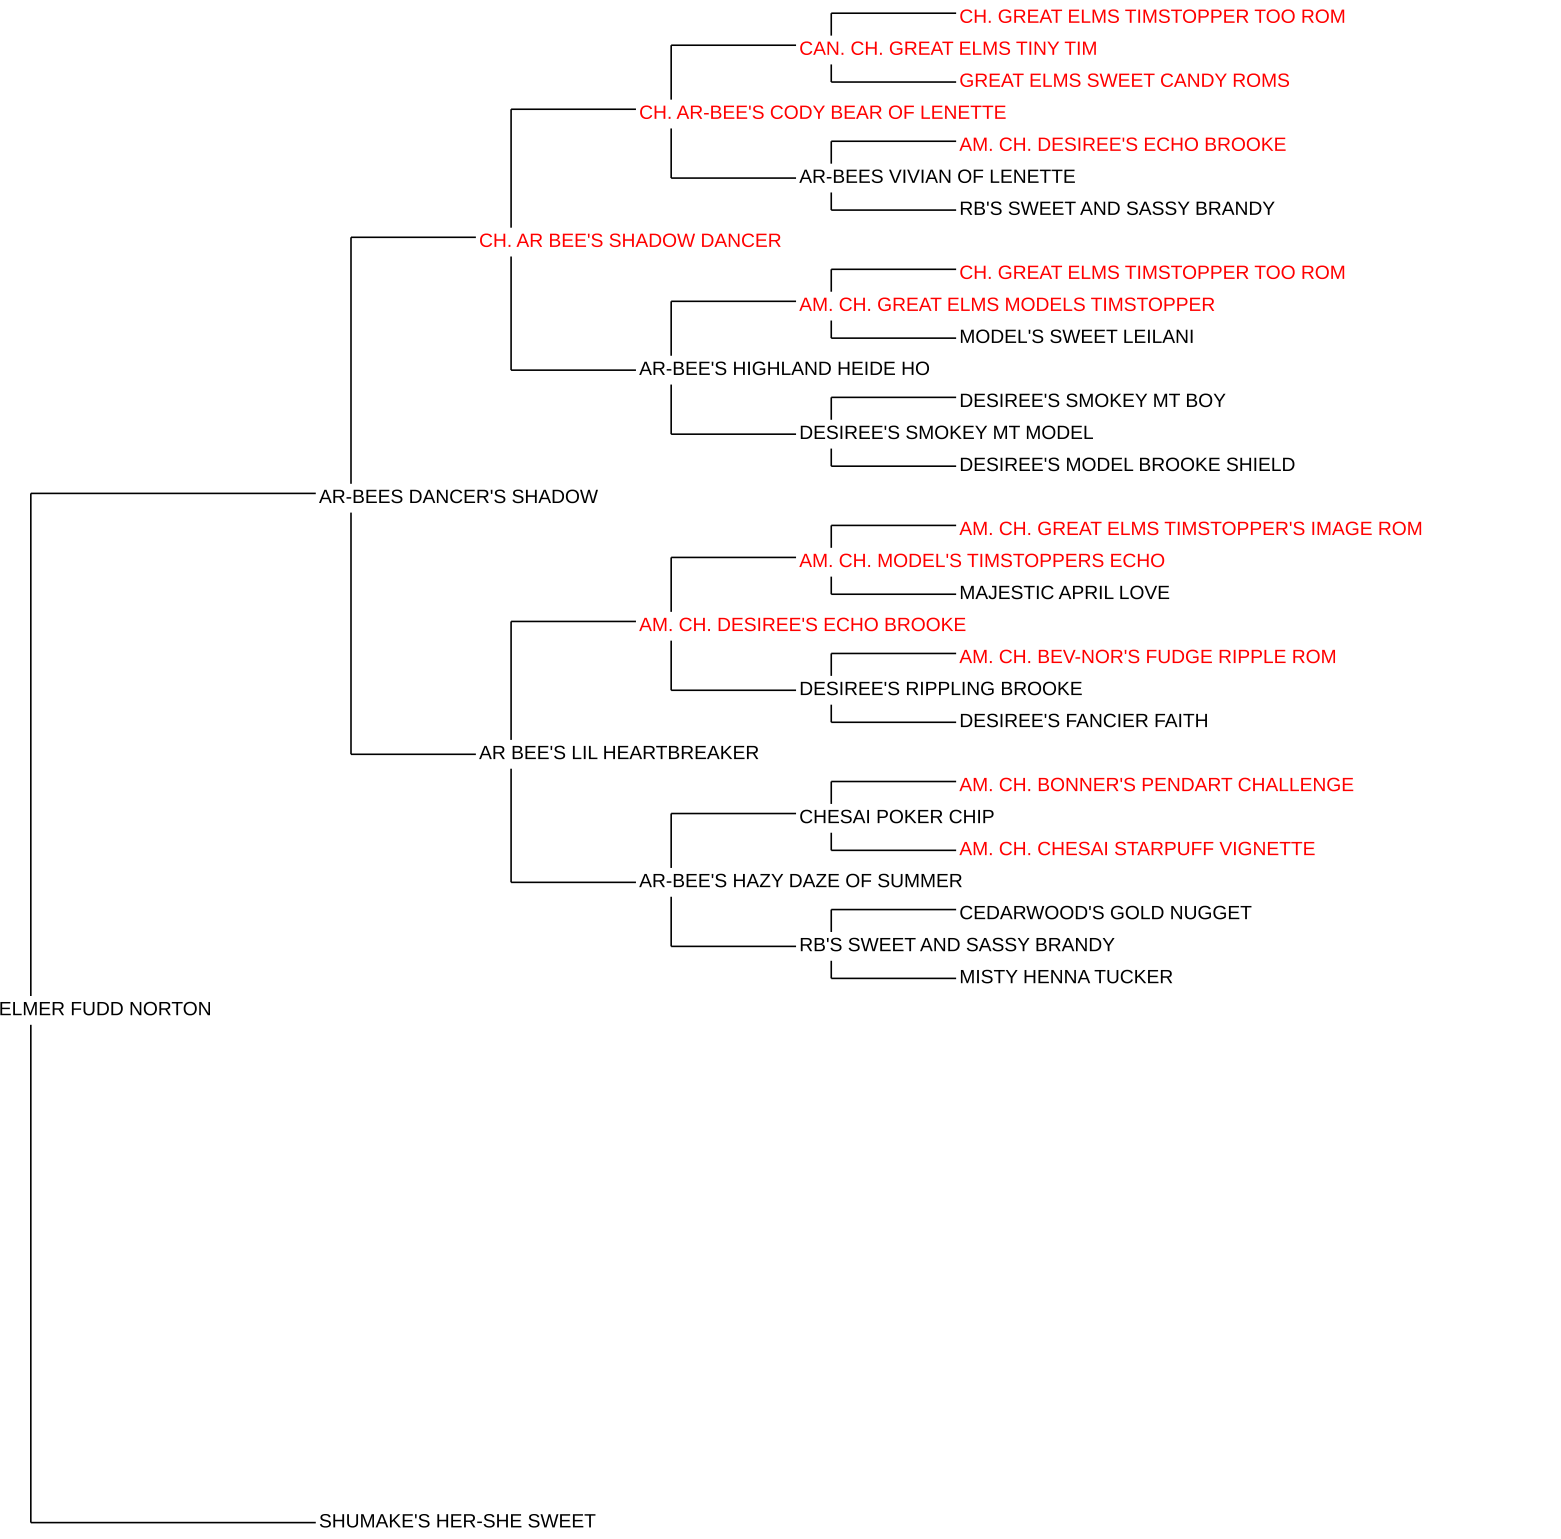 CH. GREAT ELMS TIMSTOPPER TOO ROM
CAN. CH. GREAT ELMS TINY TIM
GREAT ELMS SWEET CANDY ROMS
CH. AR-BEE'S CODY BEAR OF LENETTE
AM. CH. DESIREE'S ECHO BROOKE
AR-BEES VIVIAN OF LENETTE
RB'S SWEET AND SASSY BRANDY
CH. AR BEE'S SHADOW DANCER
CH. GREAT ELMS TIMSTOPPER TOO ROM
AM. CH. GREAT ELMS MODELS TIMSTOPPER
MODEL'S SWEET LEILANI
AR-BEE'S HIGHLAND HEIDE HO
DESIREE'S SMOKEY MT BOY
DESIREE'S SMOKEY MT MODEL
DESIREE'S MODEL BROOKE SHIELD
AR-BEES DANCER'S SHADOW
AM. CH. GREAT ELMS TIMSTOPPER'S IMAGE ROM
AM. CH. MODEL'S TIMSTOPPERS ECHO
MAJESTIC APRIL LOVE
AM. CH. DESIREE'S ECHO BROOKE
AM. CH. BEV-NOR'S FUDGE RIPPLE ROM
DESIREE'S RIPPLING BROOKE
DESIREE'S FANCIER FAITH
AR BEE'S LIL HEARTBREAKER
AM. CH. BONNER'S PENDART CHALLENGE
CHESAI POKER CHIP
AM. CH. CHESAI STARPUFF VIGNETTE
AR-BEE'S HAZY DAZE OF SUMMER
CEDARWOOD'S GOLD NUGGET
RB'S SWEET AND SASSY BRANDY
MISTY HENNA TUCKER
ELMER FUDD NORTON
SHUMAKE'S HER-SHE SWEET